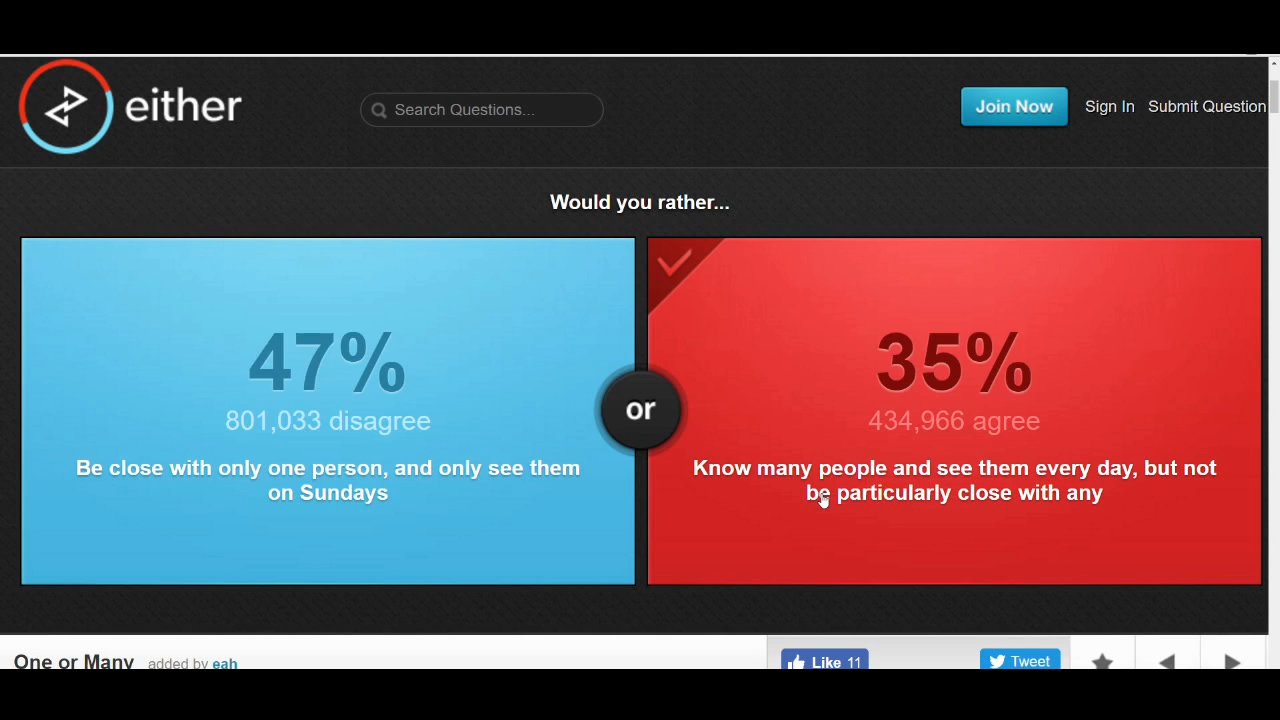 either
Search Questions...
Join Now
Sign In
Submit Question
Would you rather...
47%
801,033 disagree
Be close with only one person, and only see them
on Sundays
or
35%
434,966 agree
Know many people and see them every day, but not
be particularly close with any
One or Many added by eah
Like 11
Tweet